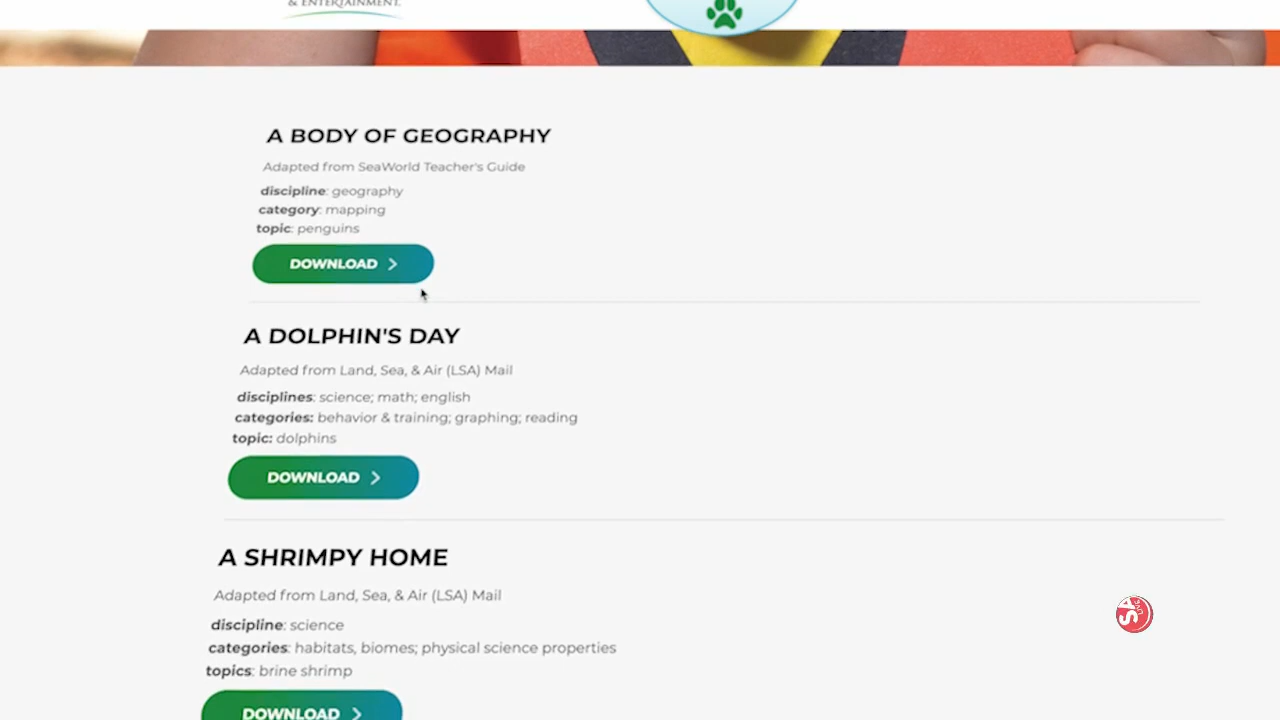 & ENTERTAINMENT.
A BODY OF GEOGRAPHY
Adapted from SeaWorld Teacher's Guide
discipline: geography
category: mapping
topic: penguins
DOWNLOAD
A DOLPHIN'S DAY
Adapted from Land, Sea, & Air (LSA) Mail
disciplines: science; math; english
categories: behavior & training; graphing; reading
topic: dolphins
DOWNLOAD
A SHRIMPY HOME
Adapted from Land, Sea, & Air (LSA) Mail
discipline: science
categories: habitats, biomes; physical science properties
topics: brine shrimp
DOWNLOAD